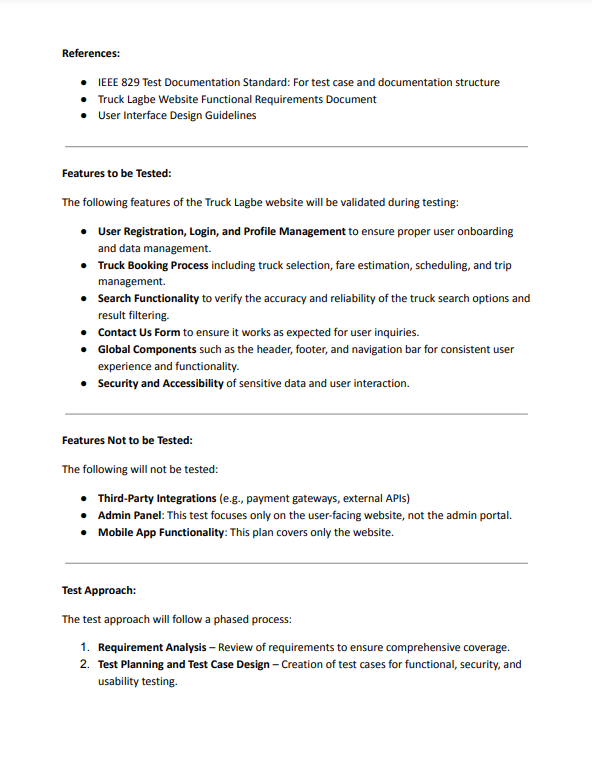 References:
● IEEE 829 Test Documentation Standard: For test case and documentation structure
● Truck Lagbe Website Functional Requirements Document
● User Interface Design Guidelines
Features to be Tested:
The following features of the Truck Lagbe website will be validated during testing:
● User Registration, Login, and Profile Management to ensure proper user onboarding
and data management.
● Truck Booking Process including truck selection, fare estimation, scheduling, and trip
management.
● Search Functionality to verify the accuracy and reliability of the truck search options and
result filtering.
● Contact Us Form to ensure it works as expected for user inquiries.
● Global Components such as the header, footer, and navigation bar for consistent user
experience and functionality.
● Security and Accessibility of sensitive data and user interaction.
Features Not to be Tested:
The following will not be tested:
● Third-Party Integrations (e.g., payment gateways, external APIs)
● Admin Panel: This test focuses only on the user-facing website, not the admin portal.
● Mobile App Functionality: This plan covers only the website.
Test Approach:
The test approach will follow a phased process:
1. Requirement Analysis – Review of requirements to ensure comprehensive coverage.
2. Test Planning and Test Case Design – Creation of test cases for functional, security, and
usability testing.